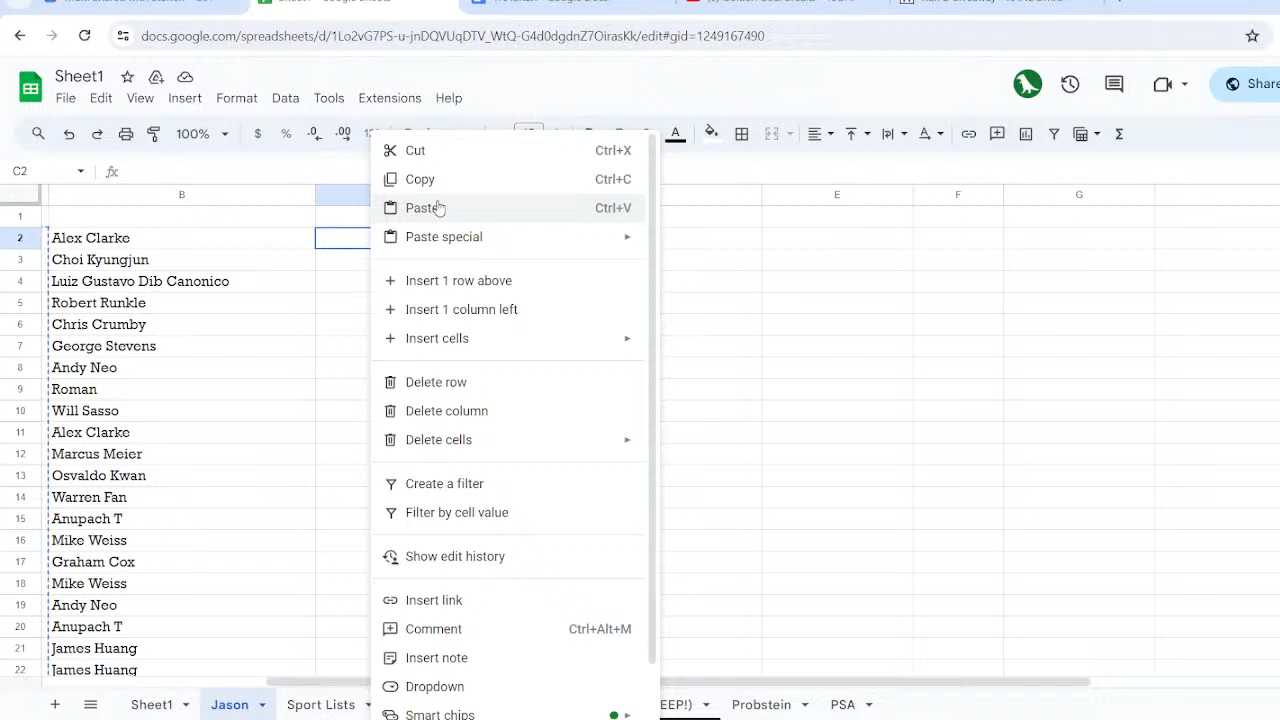 docs.google.com/spreadsheets/d/1Lo2vG7PS-u-jnDQVUqDTV_WtQ-G4d0dgdnZ7OirasKk/edit#gid=1249167490
Sheet1
Share
File Edit View Insert Format Data Tools Extensions Help
100% $ % .0 .00
C2 fx
B E F G
1
2 Alex Clarke
3 Choi Kyungjun
4 Luiz Gustavo Dib Canonico
5 Robert Runkle
6 Chris Crumby
7 George Stevens
8 Andy Neo
9 Roman
10 Will Sasso
11 Alex Clarke
12 Marcus Meier
13 Osvaldo Kwan
14 Warren Fan
15 Anupach T
16 Mike Weiss
17 Graham Cox
18 Mike Weiss
19 Andy Neo
20 Anupach T
21 James Huang
22 James Huang
Cut Ctrl+X
Copy Ctrl+C
Paste Ctrl+V
Paste special
Insert 1 row above
Insert 1 column left
Insert cells
Delete row
Delete column
Delete cells
Create a filter
Filter by cell value
Show edit history
Insert link
Comment Ctrl+Alt+M
Insert note
Dropdown
Smart chips
Sheet1 Jason Sport Lists EEP!) Probstein PSA